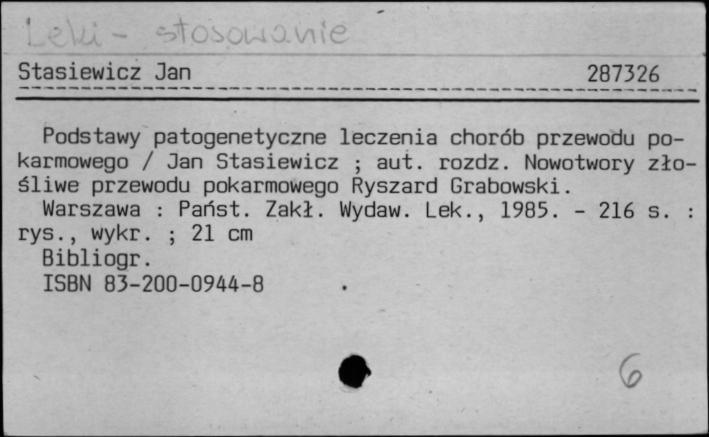 Leki - stosowanie
Stasiewicz Jan 287326
Podstawy patogenetyczne leczenia chorób przewodu po-
karmowego / Jan Stasiewicz ; aut. rozdz. Nowotwory zło-
śliwe przewodu pokarmowego Ryszard Grabowski.
Warszawa : Państ. Zakł. Wydaw. Lek., 1985. - 216 s. :
rys., wykr. ; 21 cm
Bibliogr.
ISBN 83-200-0944-8
6